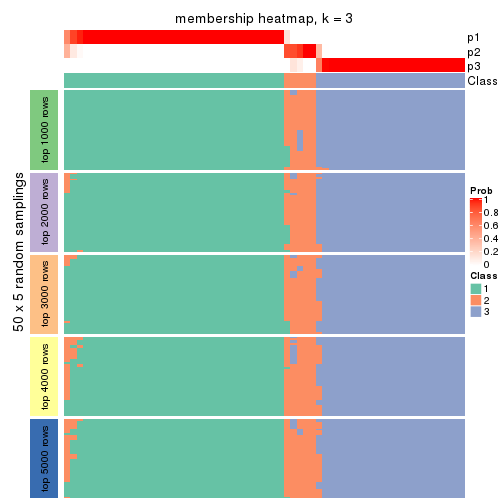 membership heatmap, k = 3
p1
p2
p3
Class
50 x 5 random samplings
top 1000 rows
top 2000 rows
top 3000 rows
top 4000 rows
top 5000 rows
Prob
1
0.8
0.6
0.4
0.2
0
Class
1
2
3